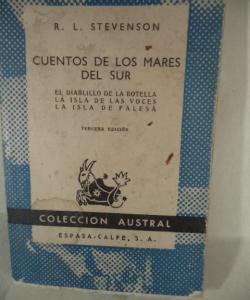 R. L. STEVENSON
CUENTOS DE LOS MARES
DEL SUR
EL DIABLILLO DE LA BOTELLA
LA ISLA DE LAS VOCES
LA ISLA DE FALESÁ
TERCERA EDICIÓN
COLECCION AUSTRAL
ESPASA-CALPE, S. A.